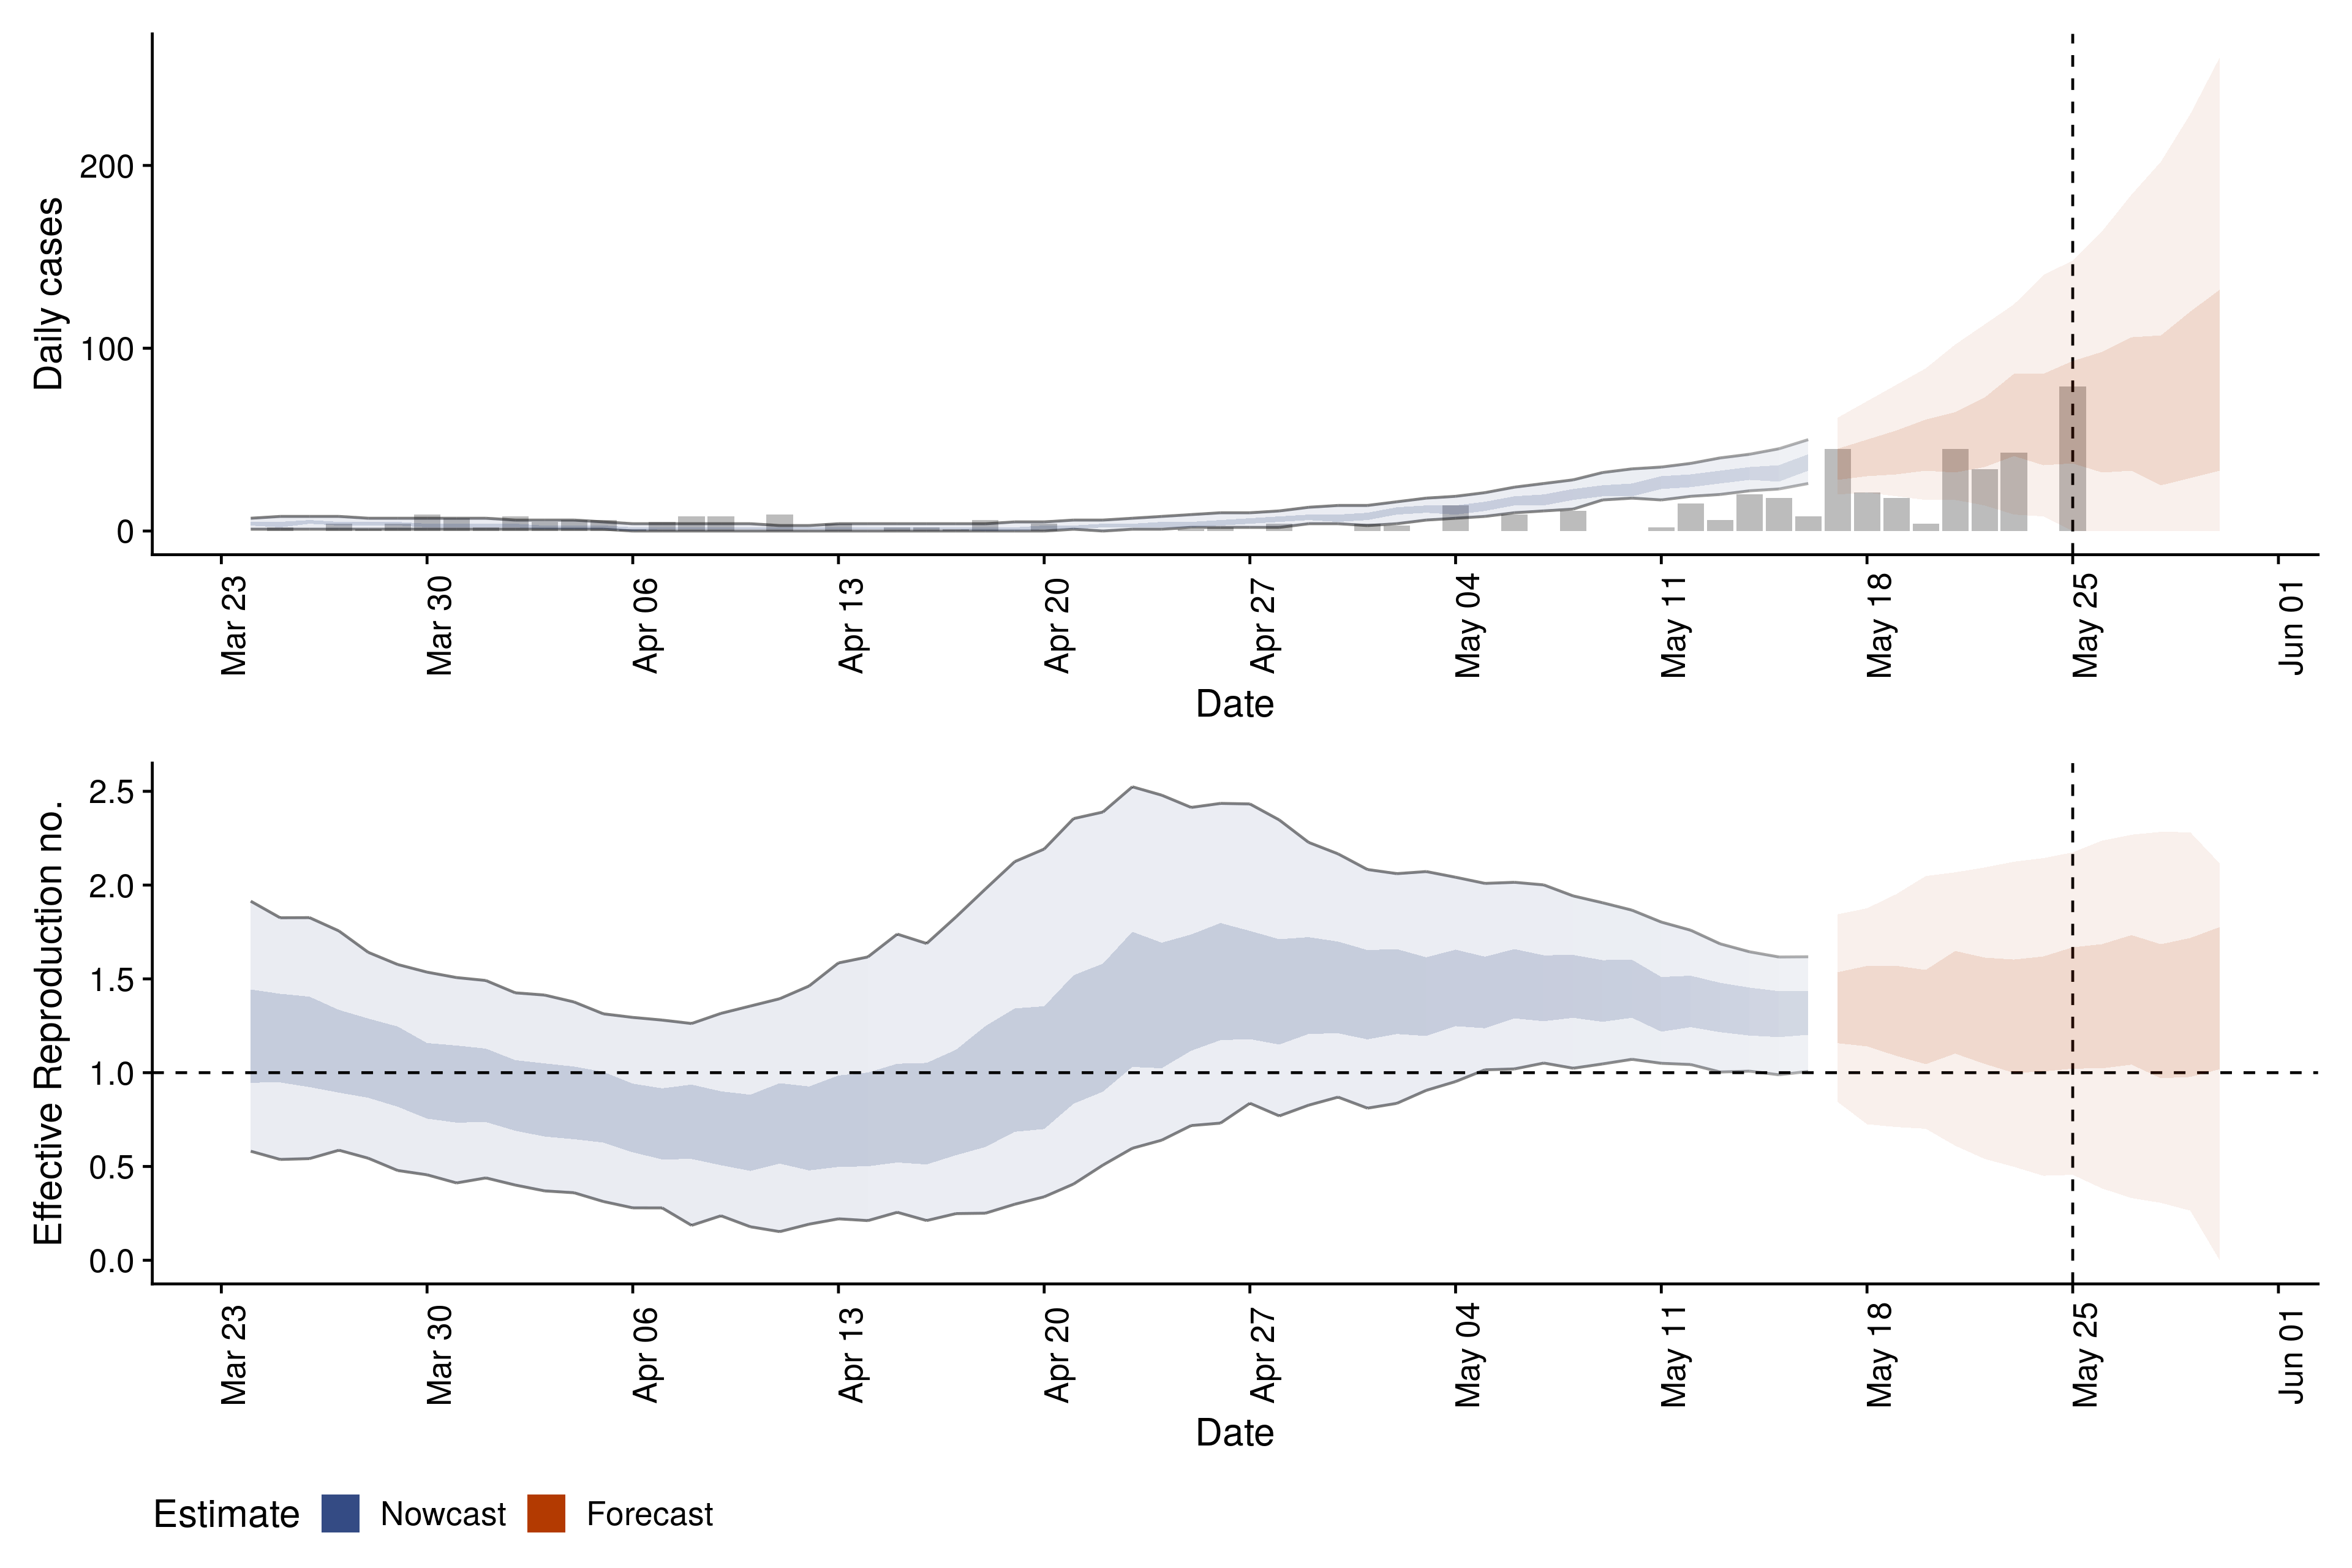 Daily cases
200
100
0
Mar 23
Mar 30
Apr 06
Apr 13
Apr 20
Apr 27
May 04
May 11
May 18
May 25
Jun 01
Date
Effective Reproduction no.
2.5
2.0
1.5
1.0
0.5
0.0
Mar 23
Mar 30
Apr 06
Apr 13
Apr 20
Apr 27
May 04
May 11
May 18
May 25
Jun 01
Date
Estimate Nowcast Forecast